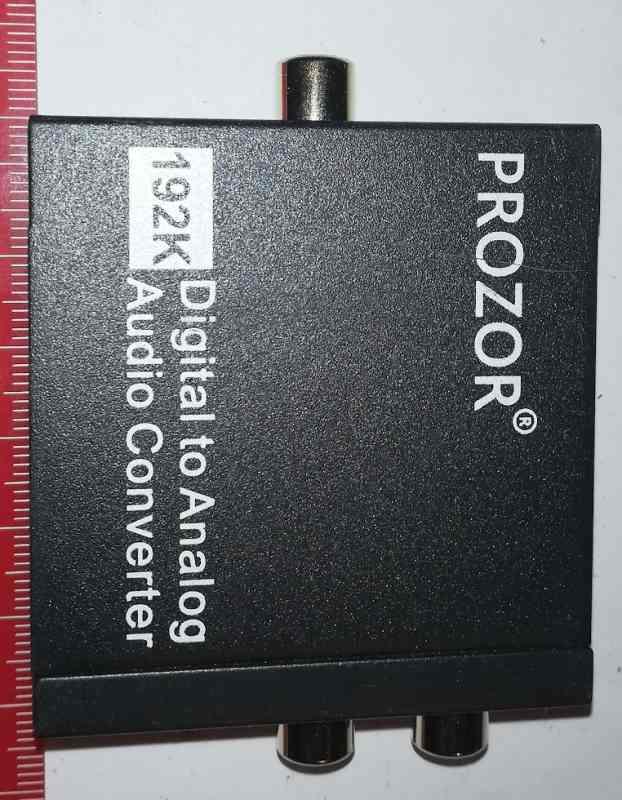 PROZOR®
192K Digital to Analog
Audio Converter